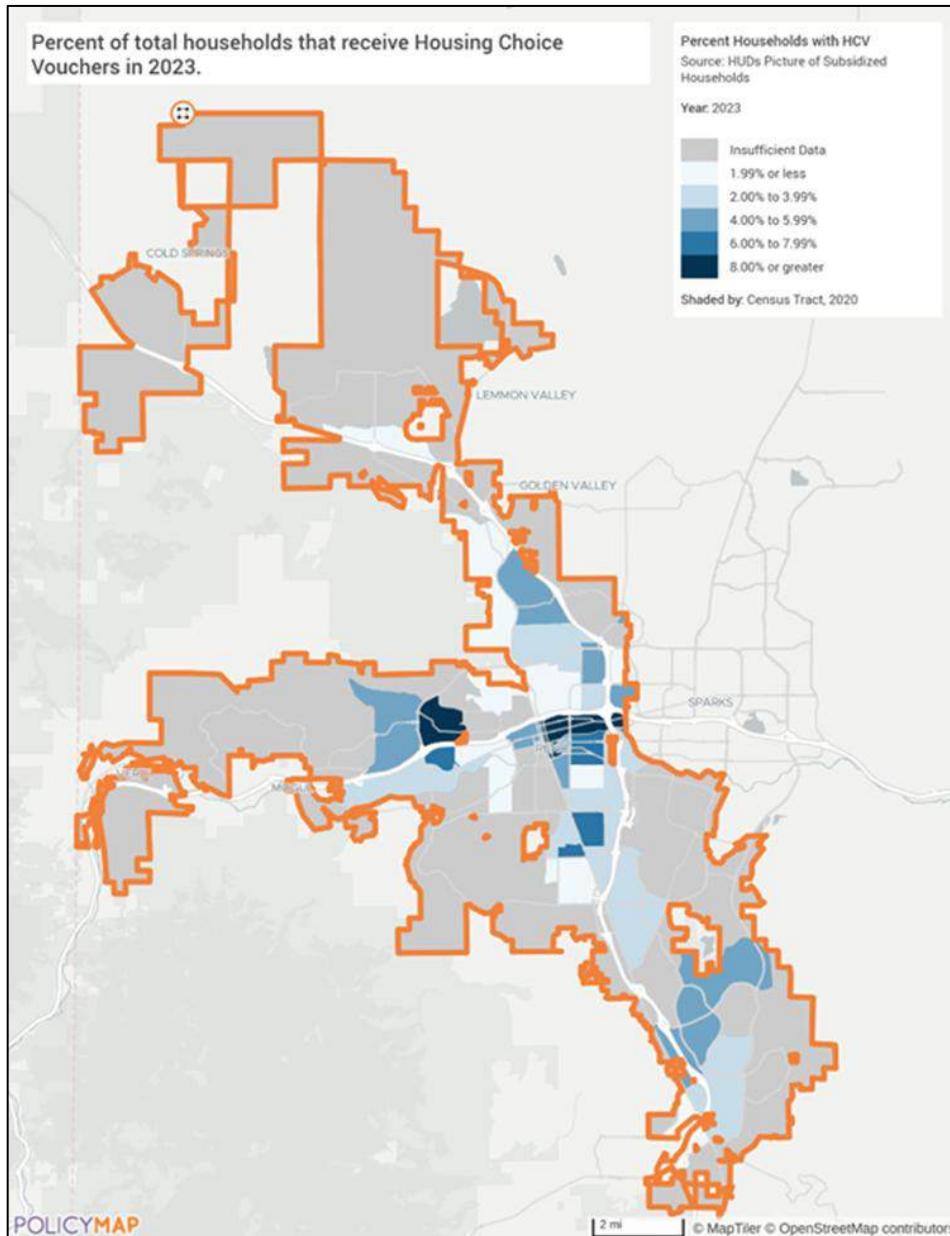 Percent of total households that receive Housing Choice
Vouchers in 2023.
Percent Households with HCV
Source: HUDs Picture of Subsidized
Households
Year: 2023
Insufficient Data
1.99% or less
2.00% to 3.99%
4.00% to 5.99%
6.00% to 7.99%
8.00% or greater
Shaded by: Census Tract, 2020
COLD SPRINGS
LEMMON VALLEY
GOLDEN VALLEY
SPARKS
POLICYMAP
2 mi
© MapTiler © OpenStreetMap contributors